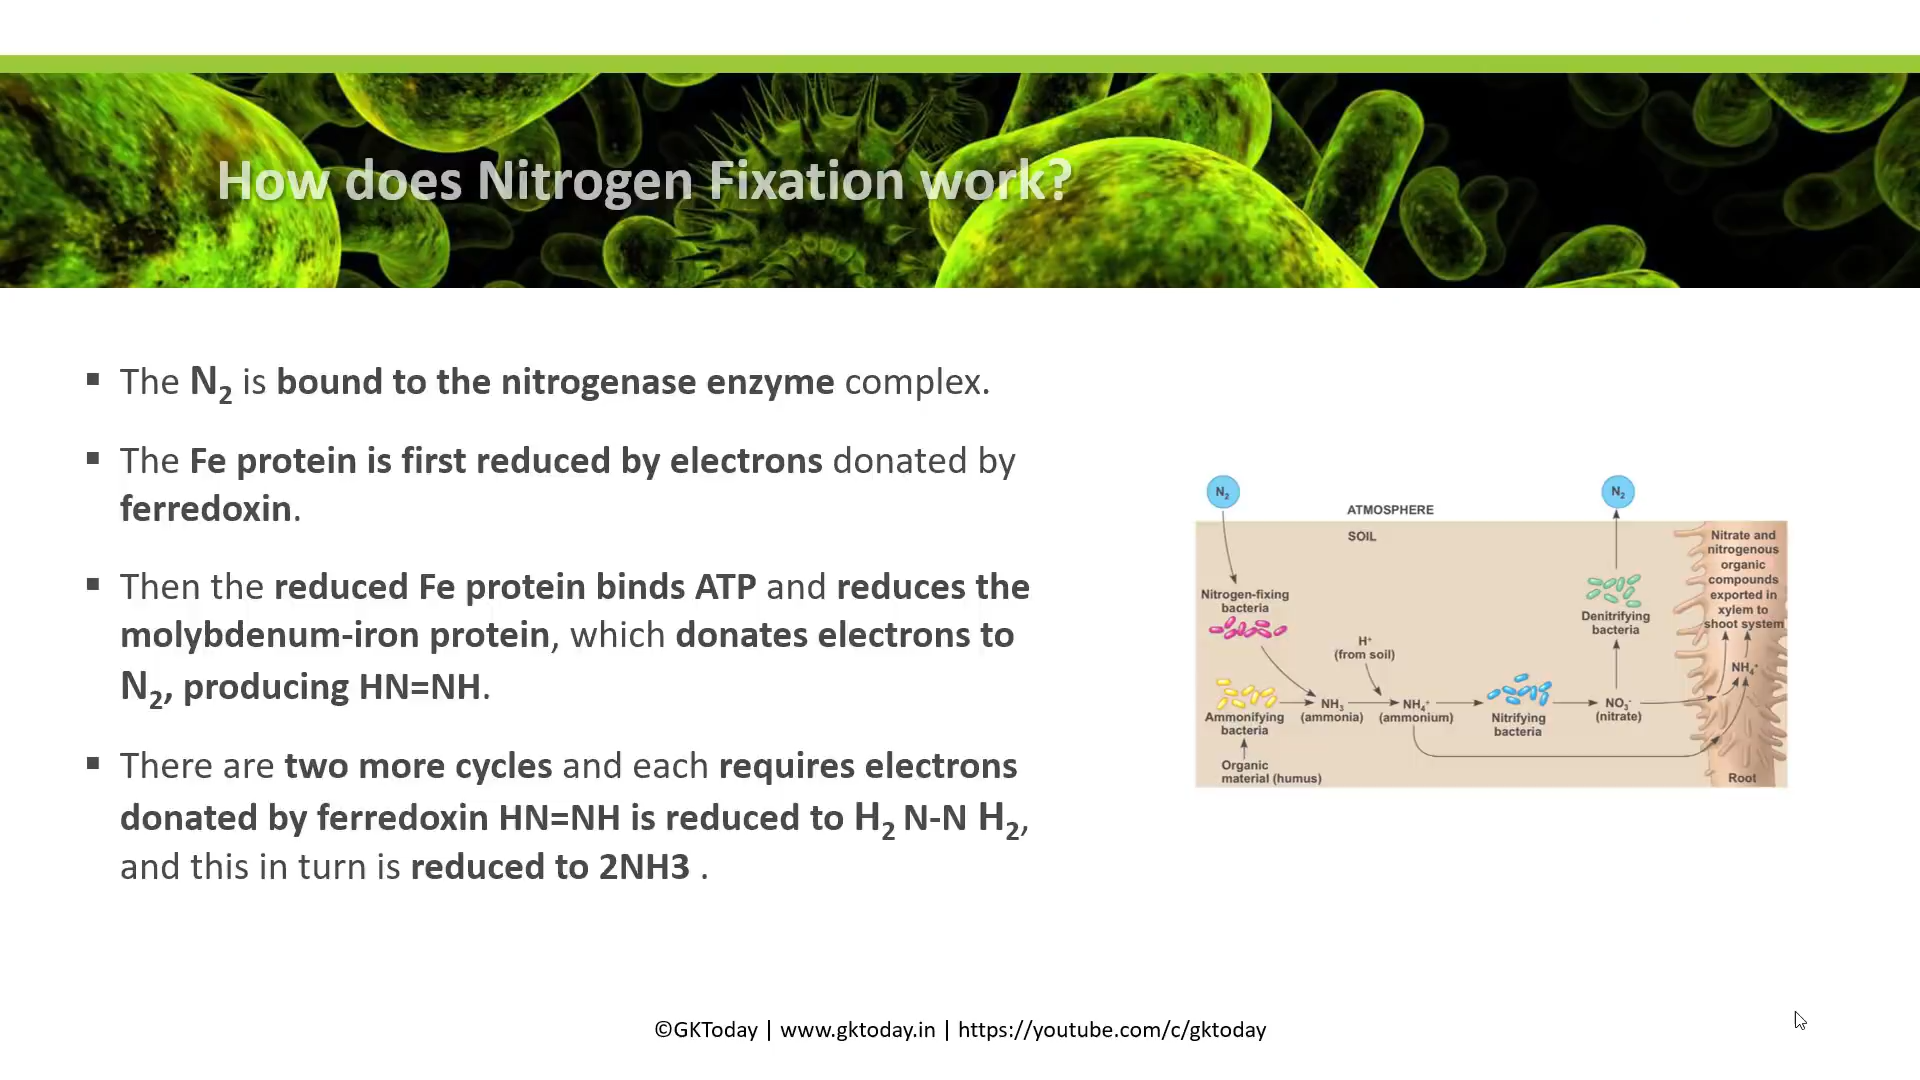 How does Nitrogen Fixation work?
▪ The N₂ is bound to the nitrogenase enzyme complex.
▪ The Fe protein is first reduced by electrons donated by
ferredoxin.
▪ Then the reduced Fe protein binds ATP and reduces the
molybdenum-iron protein, which donates electrons to
N₂, producing HN=NH.
▪ There are two more cycles and each requires electrons
donated by ferredoxin HN=NH is reduced to H₂ N-N H₂,
and this in turn is reduced to 2NH3 .
N₂
N₂
ATMOSPHERE
SOIL
Nitrogen-fixing
bacteria
H⁺
(from soil)
Ammonifying
bacteria
Organic
material (humus)
NH₃
(ammonia)
NH₄⁺
(ammonium)
Nitrifying
bacteria
Denitrifying
bacteria
NO₃⁻
(nitrate)
Nitrate and
nitrogenous
organic
compounds
exported in
xylem to
shoot system
NH₄⁺
Root
©GKToday | www.gktoday.in | https://youtube.com/c/gktoday